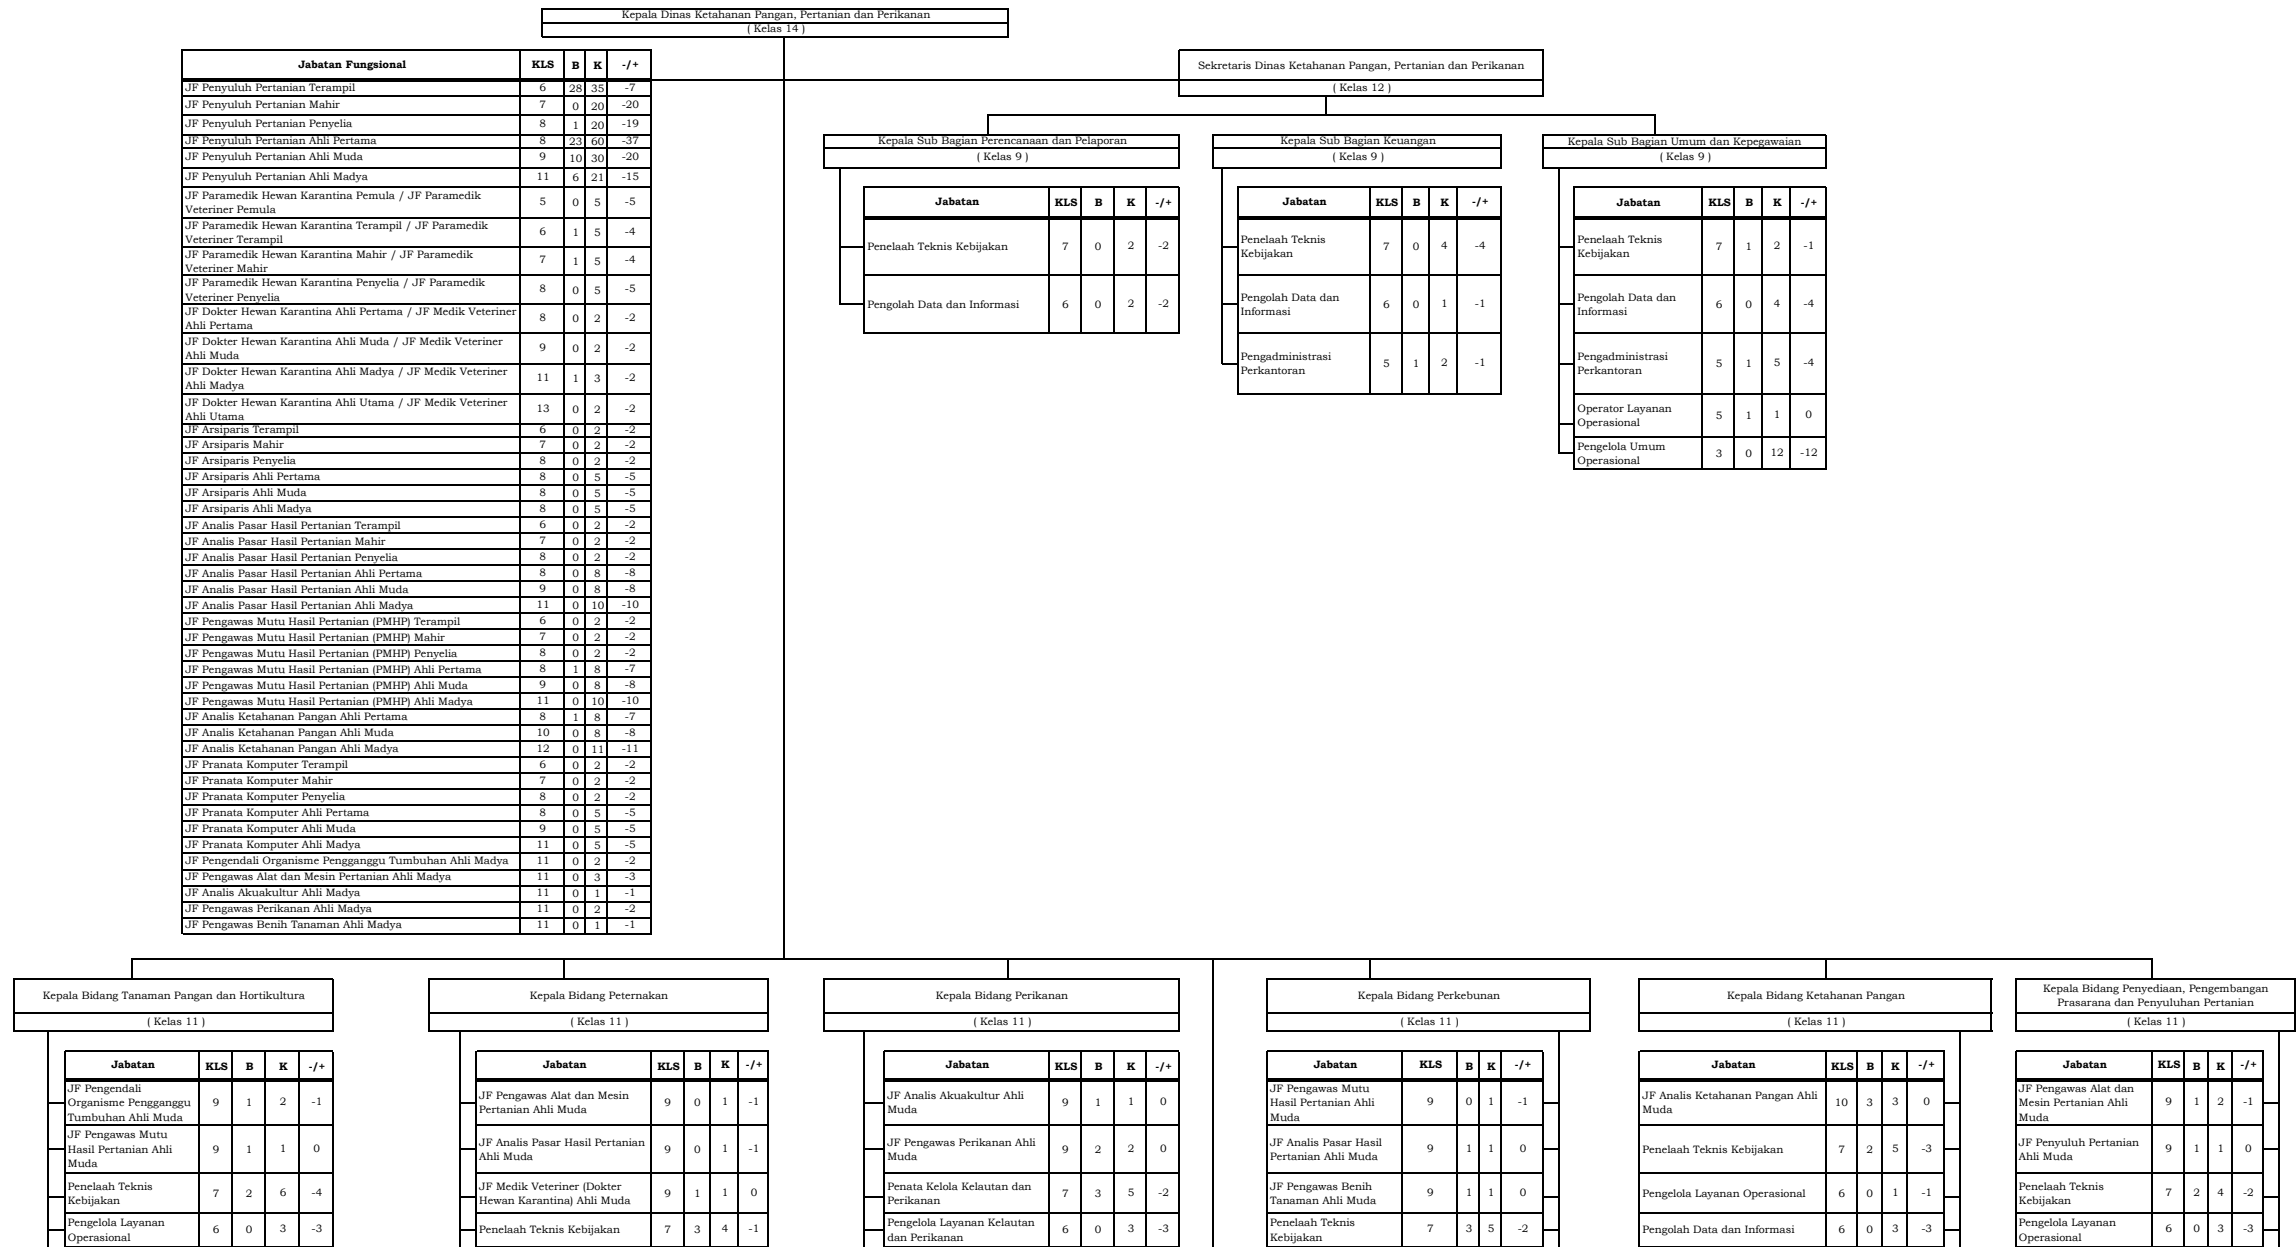 Kepala Dinas Ketahanan Pangan, Pertanian dan Perikanan
( Kelas 14 )
Jabatan Fungsional KLS B K -/+
JF Penyuluh Pertanian Terampil 6 28 35 -7
JF Penyuluh Pertanian Mahir 7 0 20 -20
JF Penyuluh Pertanian Penyelia 8 1 20 -19
JF Penyuluh Pertanian Ahli Pertama 8 23 60 -37
JF Penyuluh Pertanian Ahli Muda 9 10 30 -20
JF Penyuluh Pertanian Ahli Madya 11 6 21 -15
JF Paramedik Hewan Karantina Pemula / JF Paramedik
Veteriner Pemula 5 0 5 -5
JF Paramedik Hewan Karantina Terampil / JF Paramedik
Veteriner Terampil 6 1 5 -4
JF Paramedik Hewan Karantina Mahir / JF Paramedik
Veteriner Mahir 7 1 5 -4
JF Paramedik Hewan Karantina Penyelia / JF Paramedik
Veteriner Penyelia 8 0 5 -5
JF Dokter Hewan Karantina Ahli Pertama / JF Medik Veteriner
Ahli Pertama 8 0 2 -2
JF Dokter Hewan Karantina Ahli Muda / JF Medik Veteriner
Ahli Muda 9 0 2 -2
JF Dokter Hewan Karantina Ahli Madya / JF Medik Veteriner
Ahli Madya 11 1 3 -2
JF Dokter Hewan Karantina Ahli Utama / JF Medik Veteriner
Ahli Utama 13 0 2 -2
JF Arsiparis Terampil 6 0 2 -2
JF Arsiparis Mahir 7 0 2 -2
JF Arsiparis Penyelia 8 0 2 -2
JF Arsiparis Ahli Pertama 8 0 5 -5
JF Arsiparis Ahli Muda 8 0 5 -5
JF Arsiparis Ahli Madya 8 0 5 -5
JF Analis Pasar Hasil Pertanian Terampil 6 0 2 -2
JF Analis Pasar Hasil Pertanian Mahir 7 0 2 -2
JF Analis Pasar Hasil Pertanian Penyelia 8 0 2 -2
JF Analis Pasar Hasil Pertanian Ahli Pertama 8 0 8 -8
JF Analis Pasar Hasil Pertanian Ahli Muda 9 0 8 -8
JF Analis Pasar Hasil Pertanian Ahli Madya 11 0 10 -10
JF Pengawas Mutu Hasil Pertanian (PMHP) Terampil 6 0 2 -2
JF Pengawas Mutu Hasil Pertanian (PMHP) Mahir 7 0 2 -2
JF Pengawas Mutu Hasil Pertanian (PMHP) Penyelia 8 0 2 -2
JF Pengawas Mutu Hasil Pertanian (PMHP) Ahli Pertama 8 1 8 -7
JF Pengawas Mutu Hasil Pertanian (PMHP) Ahli Muda 9 0 8 -8
JF Pengawas Mutu Hasil Pertanian (PMHP) Ahli Madya 11 0 10 -10
JF Analis Ketahanan Pangan Ahli Pertama 8 1 8 -7
JF Analis Ketahanan Pangan Ahli Muda 10 0 8 -8
JF Analis Ketahanan Pangan Ahli Madya 12 0 11 -11
JF Pranata Komputer Terampil 6 0 2 -2
JF Pranata Komputer Mahir 7 0 2 -2
JF Pranata Komputer Penyelia 8 0 2 -2
JF Pranata Komputer Ahli Pertama 8 0 5 -5
JF Pranata Komputer Ahli Muda 9 0 5 -5
JF Pranata Komputer Ahli Madya 11 0 5 -5
JF Pengendali Organisme Pengganggu Tumbuhan Ahli Madya 11 0 2 -2
JF Pengawas Alat dan Mesin Pertanian Ahli Madya 11 0 3 -3
JF Analis Akuakultur Ahli Madya 11 0 1 -1
JF Pengawas Perikanan Ahli Madya 11 0 2 -2
JF Pengawas Benih Tanaman Ahli Madya 11 0 1 -1
Sekretaris Dinas Ketahanan Pangan, Pertanian dan Perikanan
( Kelas 12 )
Kepala Sub Bagian Perencanaan dan Pelaporan
( Kelas 9 )
Jabatan KLS B K -/+
Penelaah Teknis Kebijakan 7 0 2 -2
Pengolah Data dan Informasi 6 0 2 -2
Kepala Sub Bagian Keuangan
( Kelas 9 )
Jabatan KLS B K -/+
Penelaah Teknis
Kebijakan 7 0 4 -4
Pengolah Data dan
Informasi 6 0 1 -1
Pengadministrasi
Perkantoran 5 1 2 -1
Kepala Sub Bagian Umum dan Kepegawaian
( Kelas 9 )
Jabatan KLS B K -/+
Penelaah Teknis
Kebijakan 7 1 2 -1
Pengolah Data dan
Informasi 6 0 4 -4
Pengadministrasi
Perkantoran 5 1 5 -4
Operator Layanan
Operasional 5 1 1 0
Pengelola Umum
Operasional 3 0 12 -12
Kepala Bidang Tanaman Pangan dan Hortikultura
( Kelas 11 )
Jabatan KLS B K -/+
JF Pengendali
Organisme Pengganggu
Tumbuhan Ahli Muda 9 1 2 -1
JF Pengawas Mutu
Hasil Pertanian Ahli
Muda 9 1 1 0
Penelaah Teknis
Kebijakan 7 2 6 -4
Pengelola Layanan
Operasional 6 0 3 -3
Kepala Bidang Peternakan
( Kelas 11 )
Jabatan KLS B K -/+
JF Pengawas Alat dan Mesin
Pertanian Ahli Muda 9 0 1 -1
JF Analis Pasar Hasil Pertanian
Ahli Muda 9 0 1 -1
JF Medik Veteriner (Dokter
Hewan Karantina) Ahli Muda 9 1 1 0
Penelaah Teknis Kebijakan 7 3 4 -1
Kepala Bidang Perikanan
( Kelas 11 )
Jabatan KLS B K -/+
JF Analis Akuakultur Ahli
Muda 9 1 1 0
JF Pengawas Perikanan Ahli
Muda 9 2 2 0
Penata Kelola Kelautan dan
Perikanan 7 3 5 -2
Pengelola Layanan Kelautan
dan Perikanan 6 0 3 -3
Kepala Bidang Perkebunan
( Kelas 11 )
Jabatan KLS B K -/+
JF Pengawas Mutu
Hasil Pertanian Ahli
Muda 9 0 1 -1
JF Analis Pasar Hasil
Pertanian Ahli Muda 9 1 1 0
JF Pengawas Benih
Tanaman Ahli Muda 9 1 1 0
Penelaah Teknis
Kebijakan 7 3 5 -2
Kepala Bidang Ketahanan Pangan
( Kelas 11 )
Jabatan KLS B K -/+
JF Analis Ketahanan Pangan Ahli
Muda 10 3 3 0
Penelaah Teknis Kebijakan 7 2 5 -3
Pengelola Layanan Operasional 6 0 1 -1
Pengolah Data dan Informasi 6 0 3 -3
Kepala Bidang Penyediaan, Pengembangan
Prasarana dan Penyuluhan Pertanian
( Kelas 11 )
Jabatan KLS B K -/+
JF Pengawas Alat dan
Mesin Pertanian Ahli
Muda 9 1 2 -1
JF Penyuluh Pertanian
Ahli Muda 9 1 1 0
Penelaah Teknis
Kebijakan 7 2 4 -2
Pengelola Layanan
Operasional 6 0 3 -3